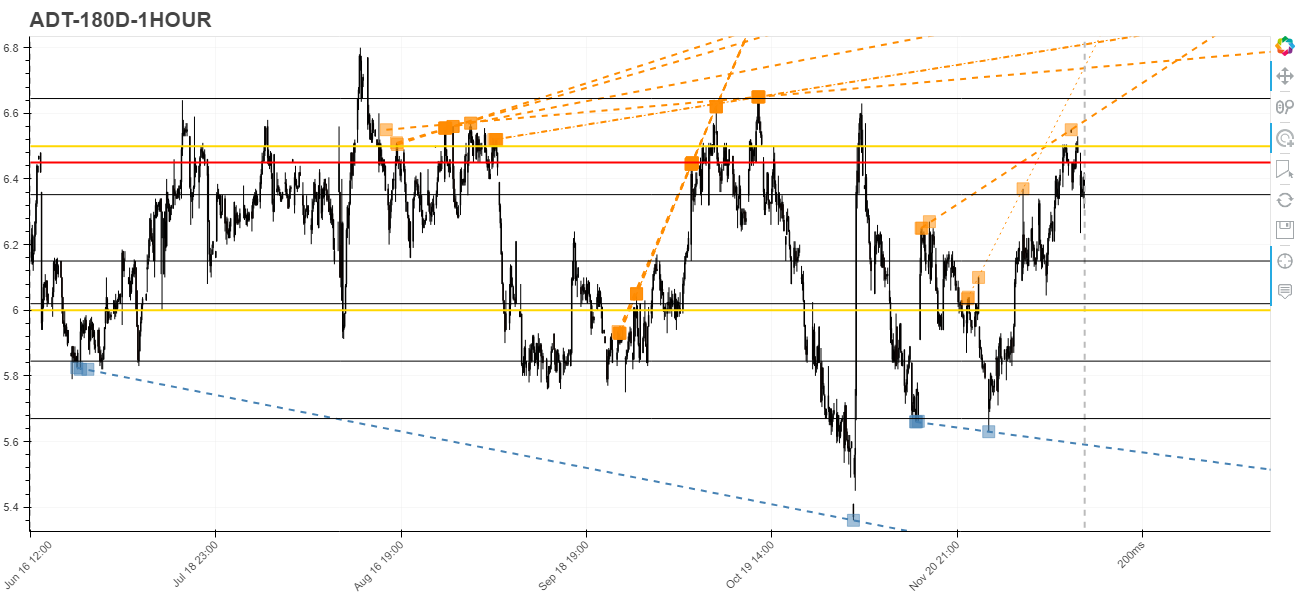 ADT-180D-1HOUR
6.8
6.6
6.4
6.2
6
5.8
5.6
5.4
Jun 16 12:00
Jul 18 23:00
Aug 16 19:00
Sep 18 19:00
Oct 19 14:00
Nov 20 21:00
200ms